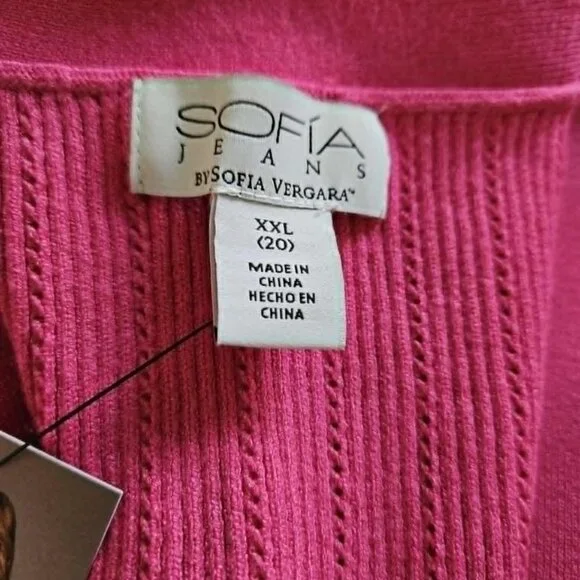 SOFÍA
JEANS
BY SOFIA VERGARA™
XXL
(20)
MADE IN
CHINA
HECHO EN
CHINA